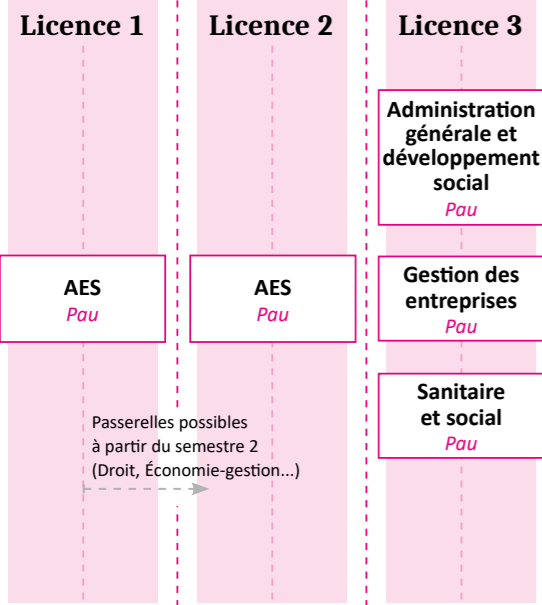 Licence 1
Licence 2
Licence 3
Administration
générale et
développement
social
Pau
AES
Pau
AES
Pau
Gestion des
entreprises
Pau
Sanitaire
et social
Pau
Passerelles possibles
à partir du semestre 2
(Droit, Économie-gestion...)